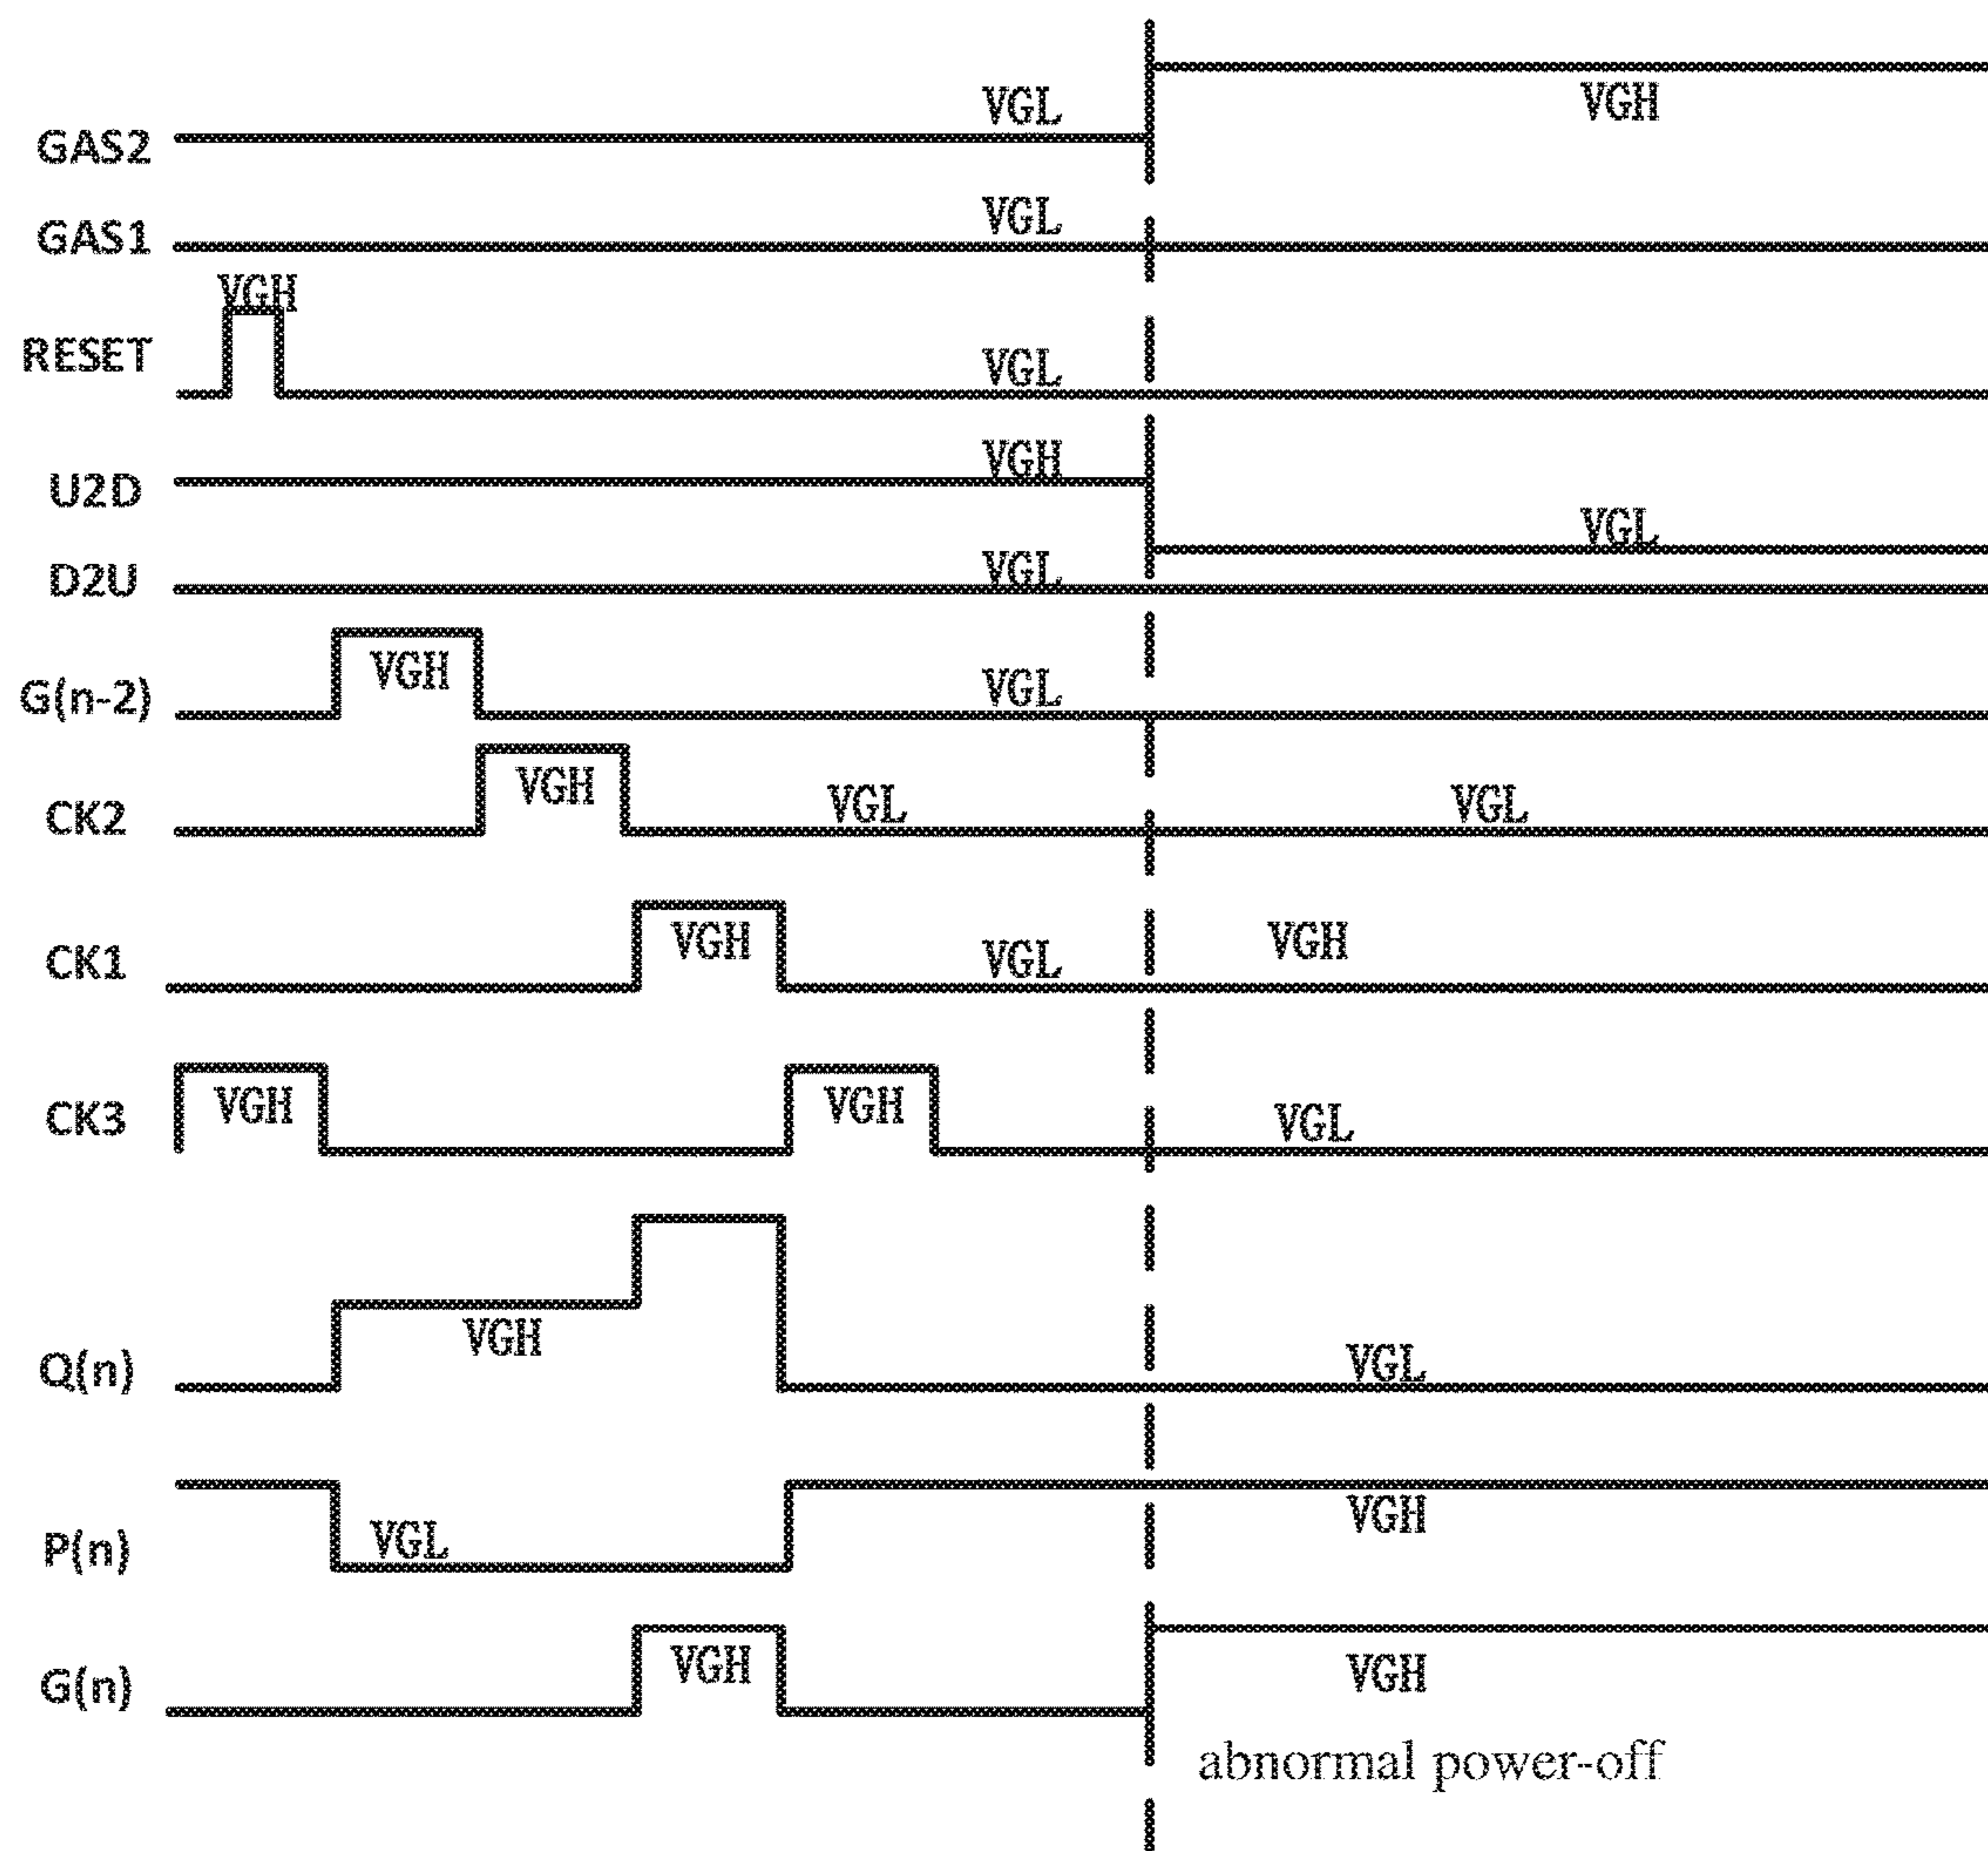 VGL
VGH
GAS2
VGL
GAS1
VGH
RESET
VGL
VGH
U2D
VGL
D2U
VGL
VGH
G(n-2)
VGL
VGH
CK2
VGL
VGL
VGH
CK1
VGL
VGH
VGH
VGH
CK3
VGL
VGH
Q(n)
VGL
VGH
P(n)
VGL
VGH
G(n)
VGH
abnormal power-off